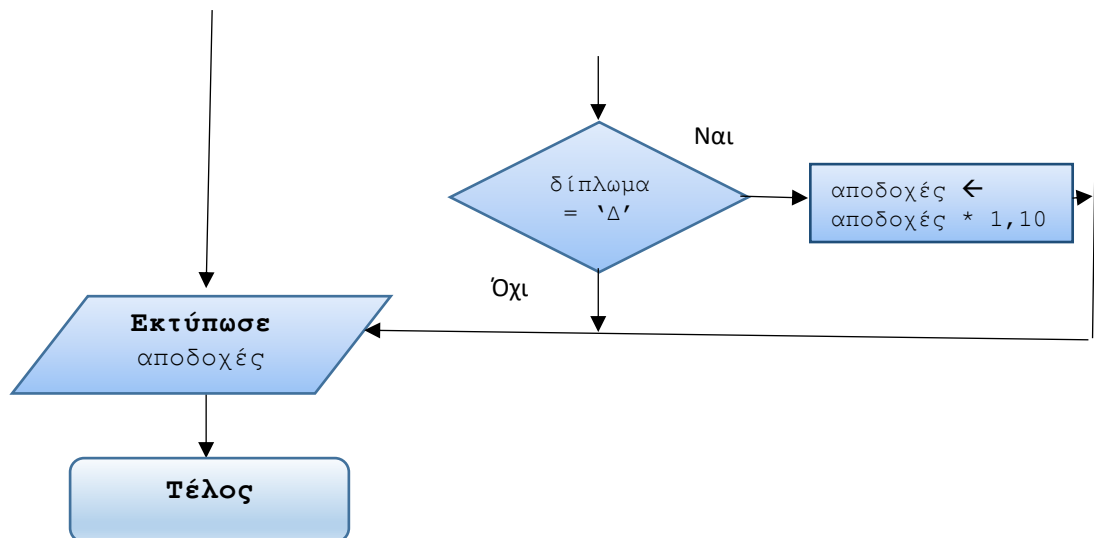 Ναι
δίπλωμα
= ‘Δ’
αποδοχές ←
αποδοχές * 1,10
Όχι
Εκτύπωσε
αποδοχές
Τέλος